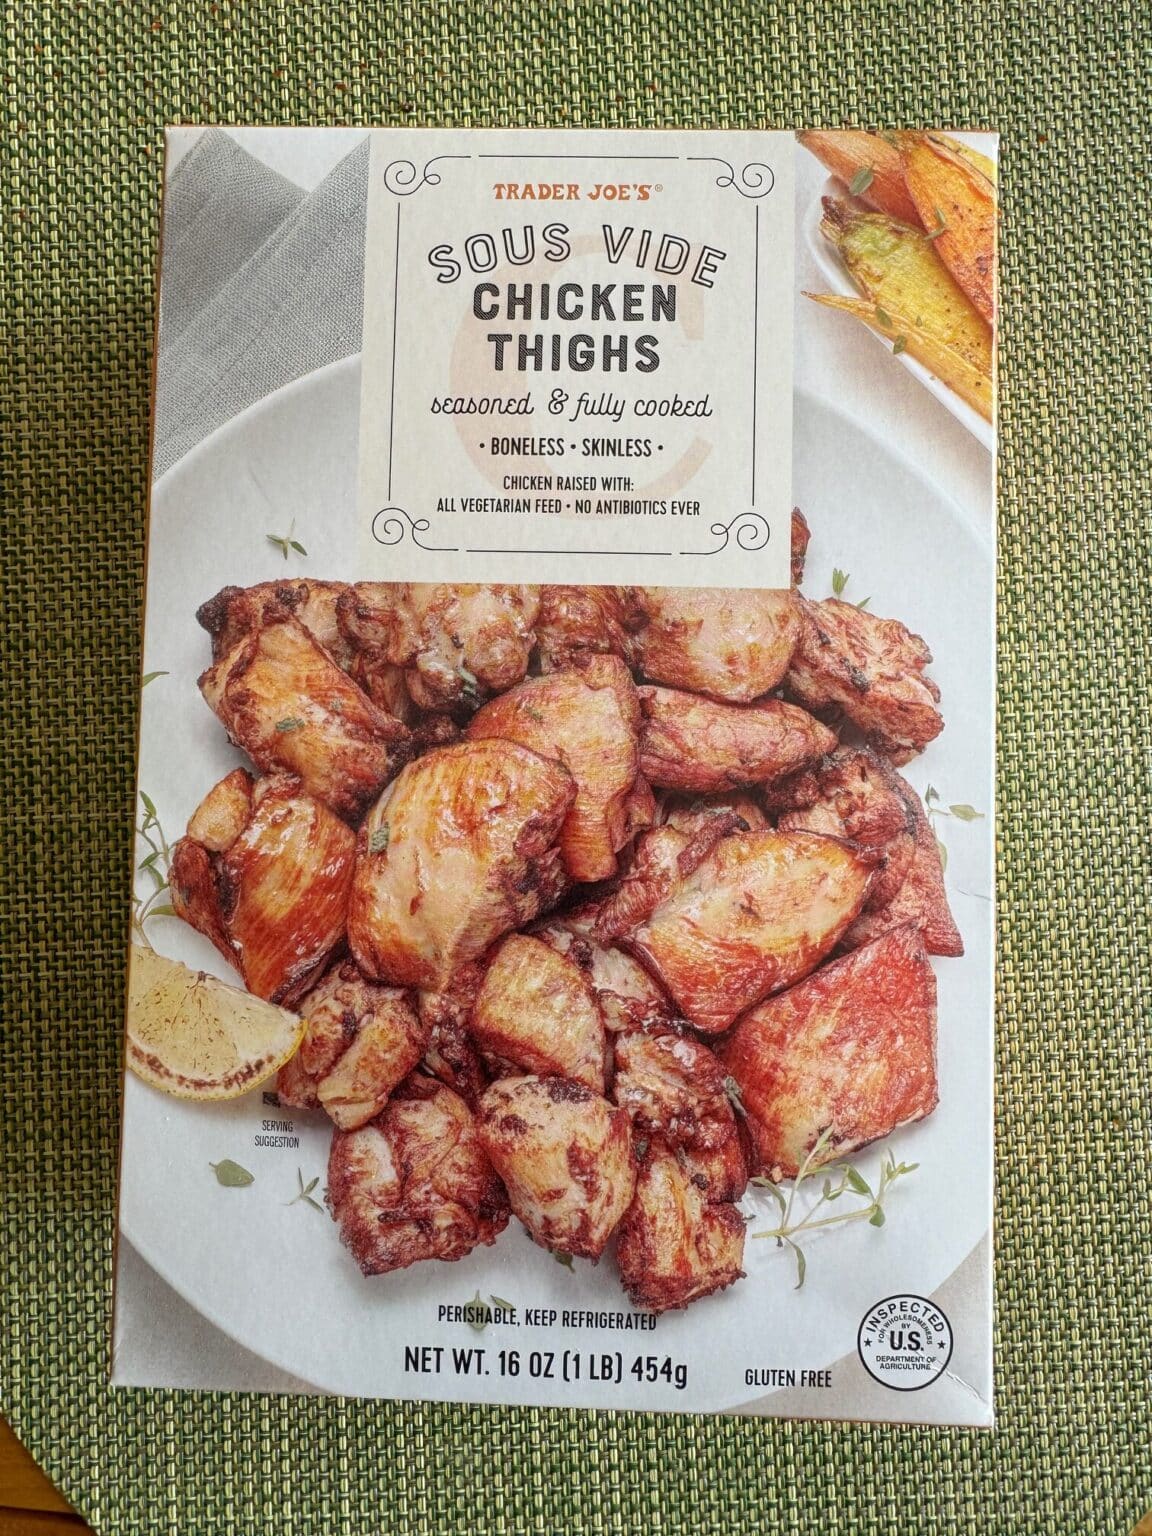 TRADER JOE'S®
SOUS VIDE
CHICKEN
THIGHS
seasoned & fully cooked
• BONELESS • SKINLESS •
CHICKEN RAISED WITH:
ALL VEGETARIAN FEED • NO ANTIBIOTICS EVER
SERVING
SUGGESTION
PERISHABLE, KEEP REFRIGERATED
NET WT. 16 OZ (1 LB) 454g
GLUTEN FREE
INSPECTED
FOR WHOLESOMENESS
BY
U.S.
DEPARTMENT OF
AGRICULTURE